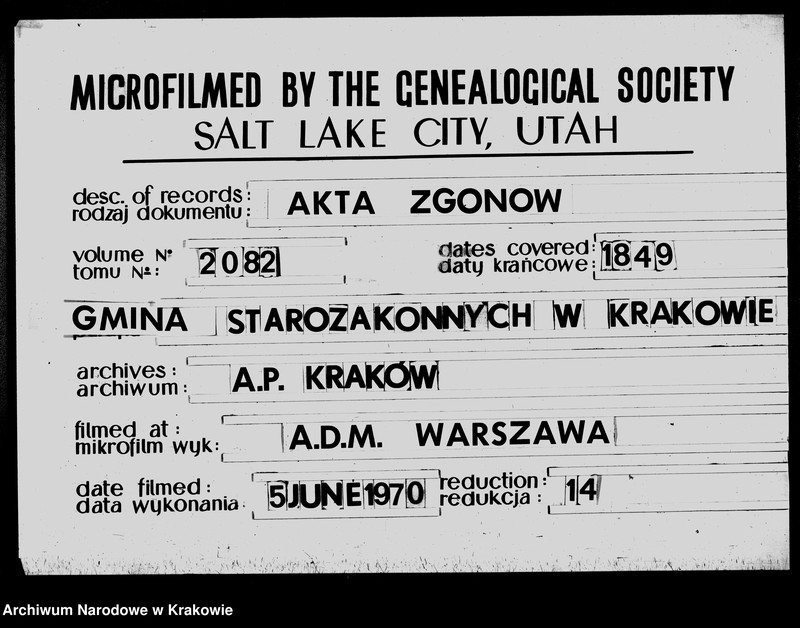 MICROFILMED BY THE GENEALOGICAL SOCIETY
SALT LAKE CITY, UTAH
desc. of records:
rodzaj dokumentu:
AKTA ZGONOW
volume Nº
tomu Nº:
2082
dates covered:
daty krańcowe:
1849
GMINA STAROZAKONNYCH W KRAKOWIE
archives:
archiwum:
A.P. KRAKÓW
filmed at:
mikrofilm wyk:
A.D.M. WARSZAWA
date filmed:
data wykonania
5 JUNE 1970
reduction:
redukcja:
14
Archiwum Narodowe w Krakowie